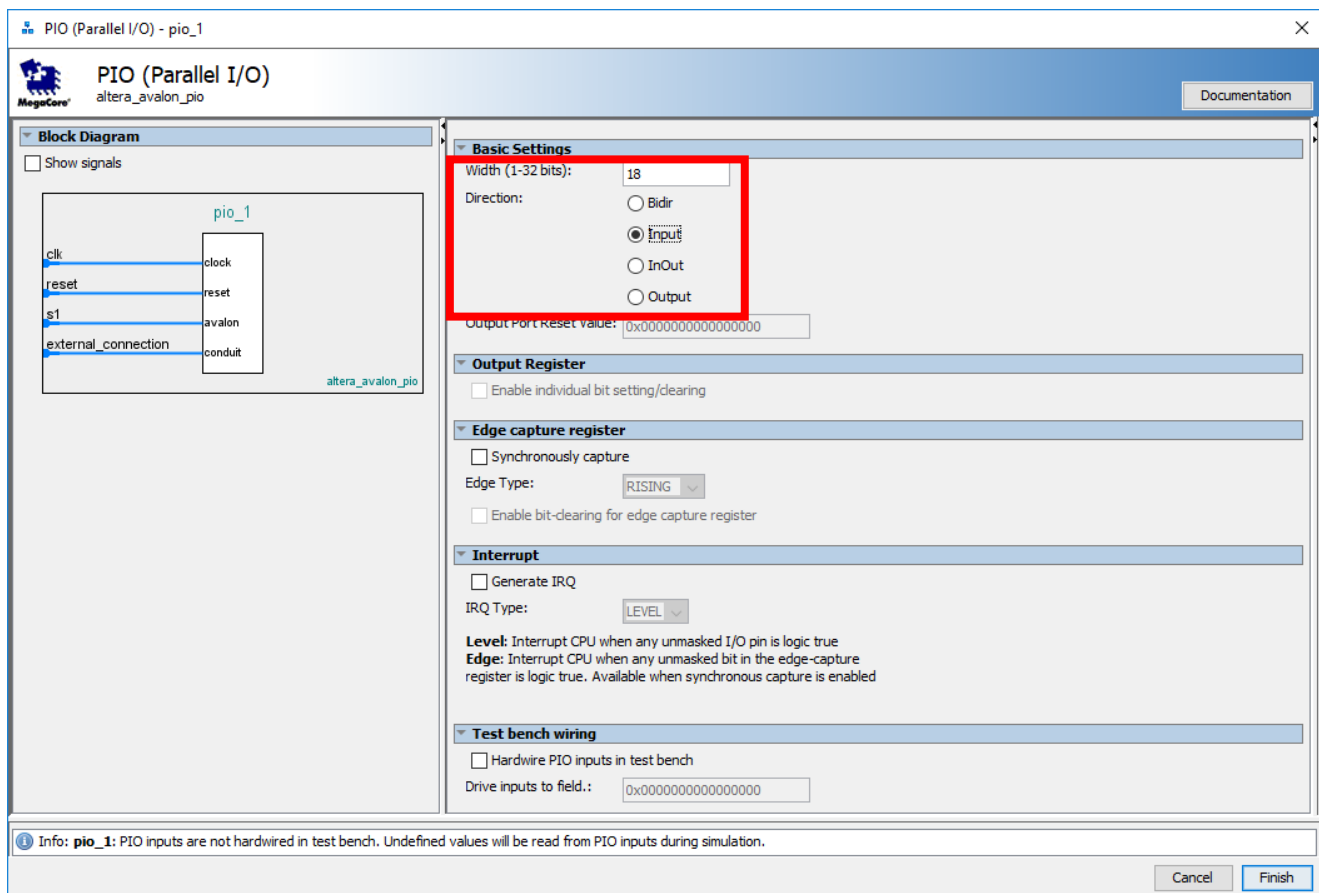 PIO (Parallel I/O) - pio_1
MegaCore®
PIO (Parallel I/O)
altera_avalon_pio
Documentation
Block Diagram
Show signals
pio_1
clk
clock
reset
reset
s1
avalon
external_connection
conduit
altera_avalon_pio
Basic Settings
Width (1-32 bits): 18
Direction: Bidir
Input
InOut
Output
Output Port Reset Value: 0x0000000000000000
Output Register
Enable individual bit setting/clearing
Edge capture register
Synchronously capture
Edge Type: RISING
Enable bit-clearing for edge capture register
Interrupt
Generate IRQ
IRQ Type: LEVEL
Level: Interrupt CPU when any unmasked I/O pin is logic true
Edge: Interrupt CPU when any unmasked bit in the edge-capture
register is logic true. Available when synchronous capture is enabled
Test bench wiring
Hardwire PIO inputs in test bench
Drive inputs to field.: 0x0000000000000000
Info: pio_1: PIO inputs are not hardwired in test bench. Undefined values will be read from PIO inputs during simulation.
Cancel Finish